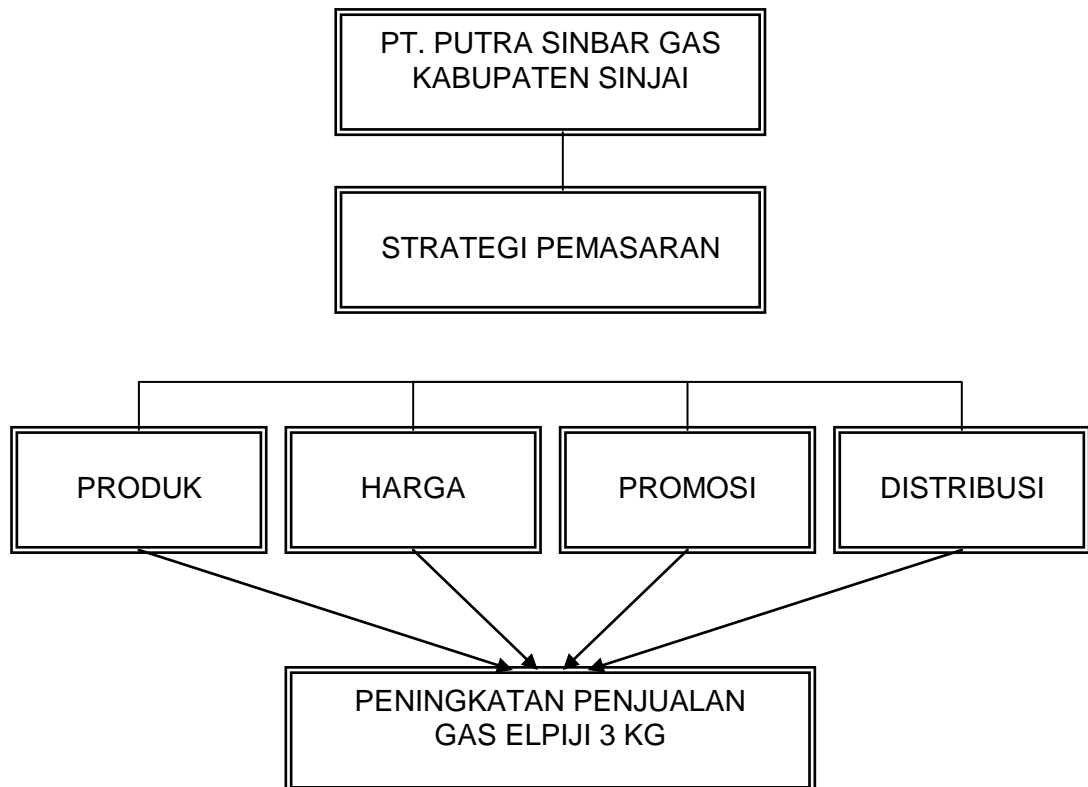 PT. PUTRA SINBAR GAS
KABUPATEN SINJAI
STRATEGI PEMASARAN
PRODUK
HARGA
PROMOSI
DISTRIBUSI
PENINGKATAN PENJUALAN
GAS ELPIJI 3 KG